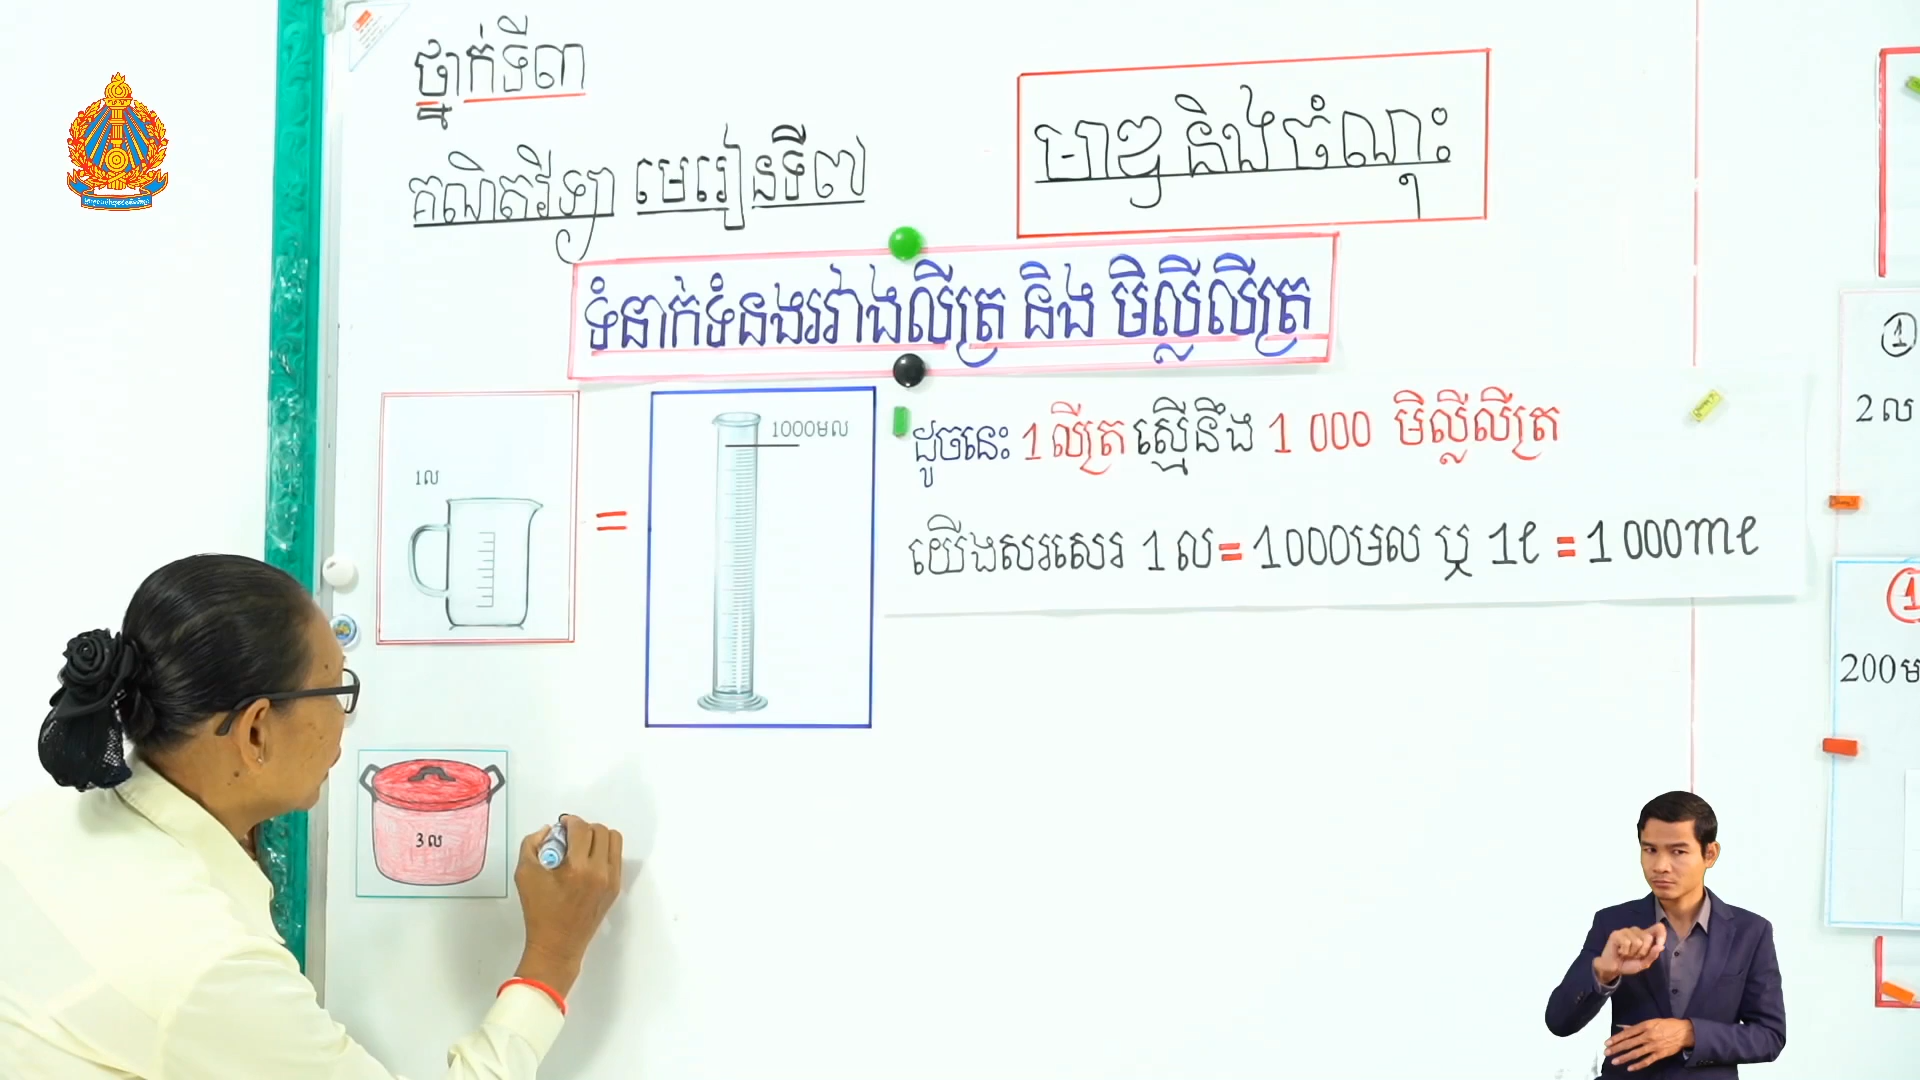 ថ្នាក់ទី៣
គណិតវិទ្យា មេរៀនទី៧
មាឌ និងចំណុះ
ទំនាក់ទំនងរវាងលីត្រ និង មិល្លីលីត្រ
1ល
=
1000មល
ដូចនេះ 1លីត្រ ស្មើនឹង 1 000 មិល្លីលីត្រ
យើងសរសេរ 1ល=1000មល ឬ 1ℓ =1 000mℓ
3ល
1
2ល
1
200ម